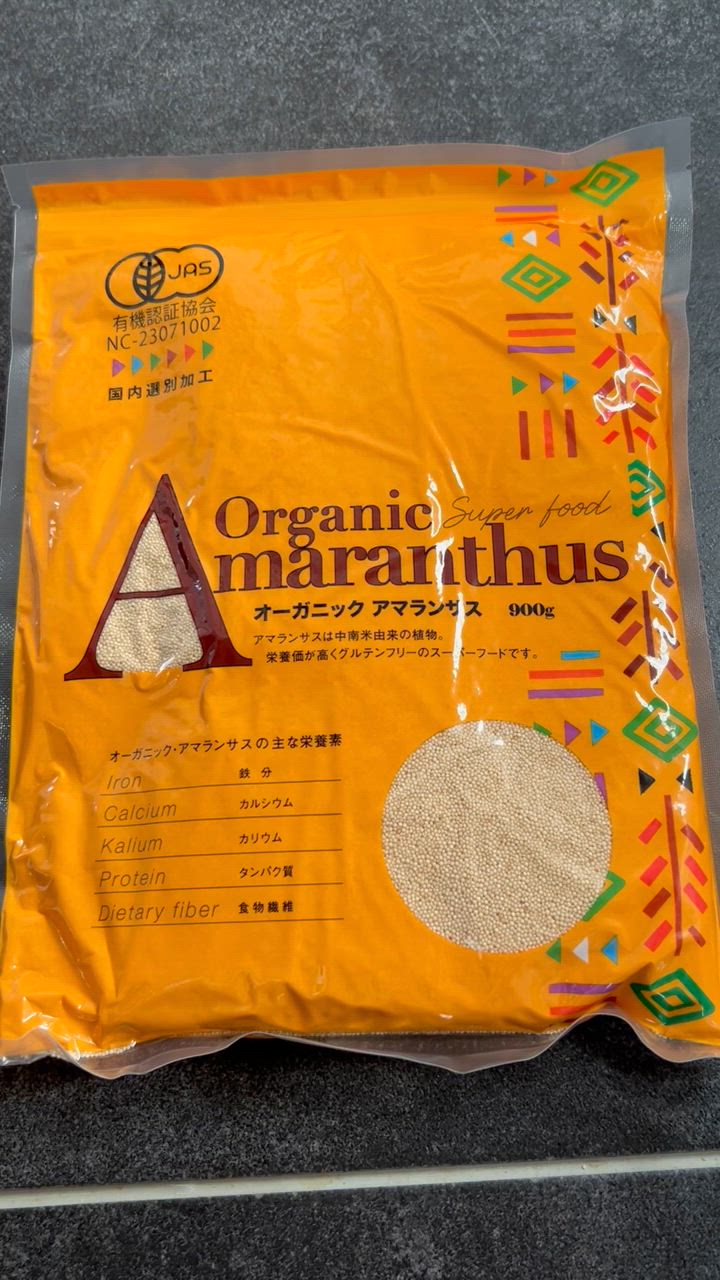 JAS
有機認証協会
NC-23071002
国内選別加工
Organic Super food
Amaranthus
オーガニック アマランサス 900g
アマランサスは中南米由来の植物。
栄養価が高くグルテンフリーのスーパーフードです。
オーガニック・アマランサスの主な栄養素
Iron 鉄分
Calcium カルシウム
Kalium カリウム
Protein タンパク質
Dietary fiber 食物繊維